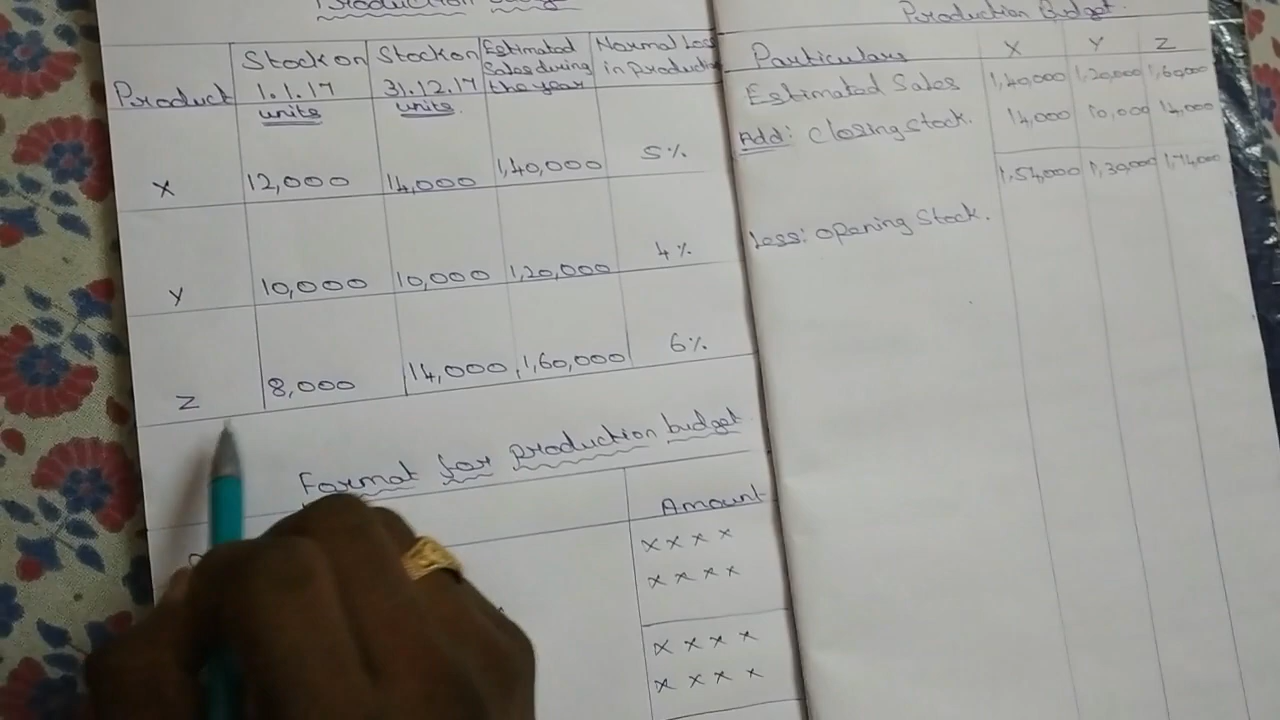 Production Budget
Product
Stock on
1.1.17
units
Stock on
31.12.17
units
Estimated
Sales during
the year
Normal Loss
in Production
X 12,000 14,000 1,40,000 5%
Y 10,000 10,000 1,20,000 4%
Z 8,000 14,000 1,60,000 6%
Format for production budget
Amount
x x x x
x x x x
x x x x
x x x x
Production Budget
Particulars X Y Z
Estimated Sales 1,40,000 1,20,000 1,60,000
Add: Closing stock. 14,000 10,000 14,000
1,54,000 1,30,000 1,74,000
Less: Opening Stock.